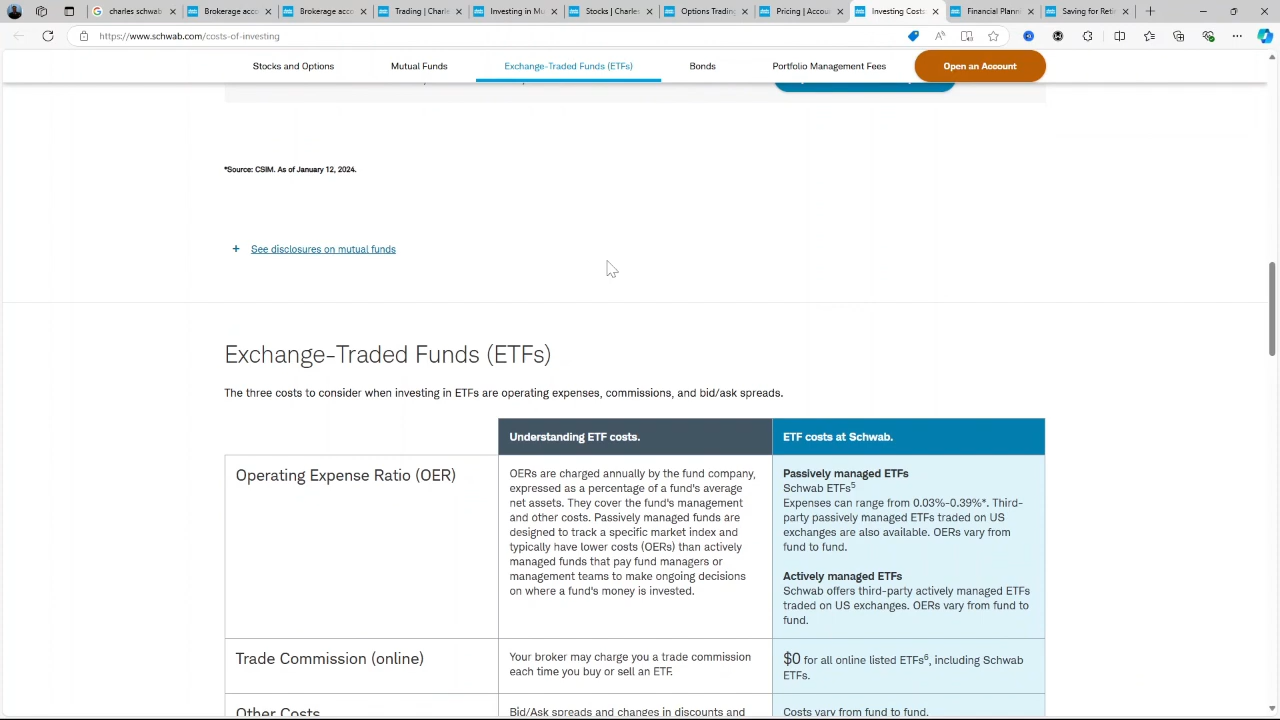 charles schwab
Brokerage acc
Brokerage acc
Trading | Char
Investing in Mu
Stocks | Charle
Options Tradin
Pricing | Accou
Investing Costs
Financial Plann
Saving for Retir
https://www.schwab.com/costs-of-investing
Stocks and Options
Mutual Funds
Exchange-Traded Funds (ETFs)
Bonds
Portfolio Management Fees
Open an Account
*Source: CSIM. As of January 12, 2024.
+ See disclosures on mutual funds
Exchange-Traded Funds (ETFs)
The three costs to consider when investing in ETFs are operating expenses, commissions, and bid/ask spreads.
Understanding ETF costs.
ETF costs at Schwab.
Operating Expense Ratio (OER)
OERs are charged annually by the fund company,
expressed as a percentage of a fund's average
net assets. They cover the fund's management
and other costs. Passively managed funds are
designed to track a specific market index and
typically have lower costs (OERs) than actively
managed funds that pay fund managers or
management teams to make ongoing decisions
on where a fund's money is invested.
Passively managed ETFs
Schwab ETFs5
Expenses can range from 0.03%-0.39%*. Third-
party passively managed ETFs traded on US
exchanges are also available. OERs vary from
fund to fund.
Actively managed ETFs
Schwab offers third-party actively managed ETFs
traded on US exchanges. OERs vary from fund to
fund.
Trade Commission (online)
Your broker may charge you a trade commission
each time you buy or sell an ETF.
$0 for all online listed ETFs6, including Schwab
ETFs.
Other Costs
Bid/Ask spreads and changes in discounts and
Costs vary from fund to fund.